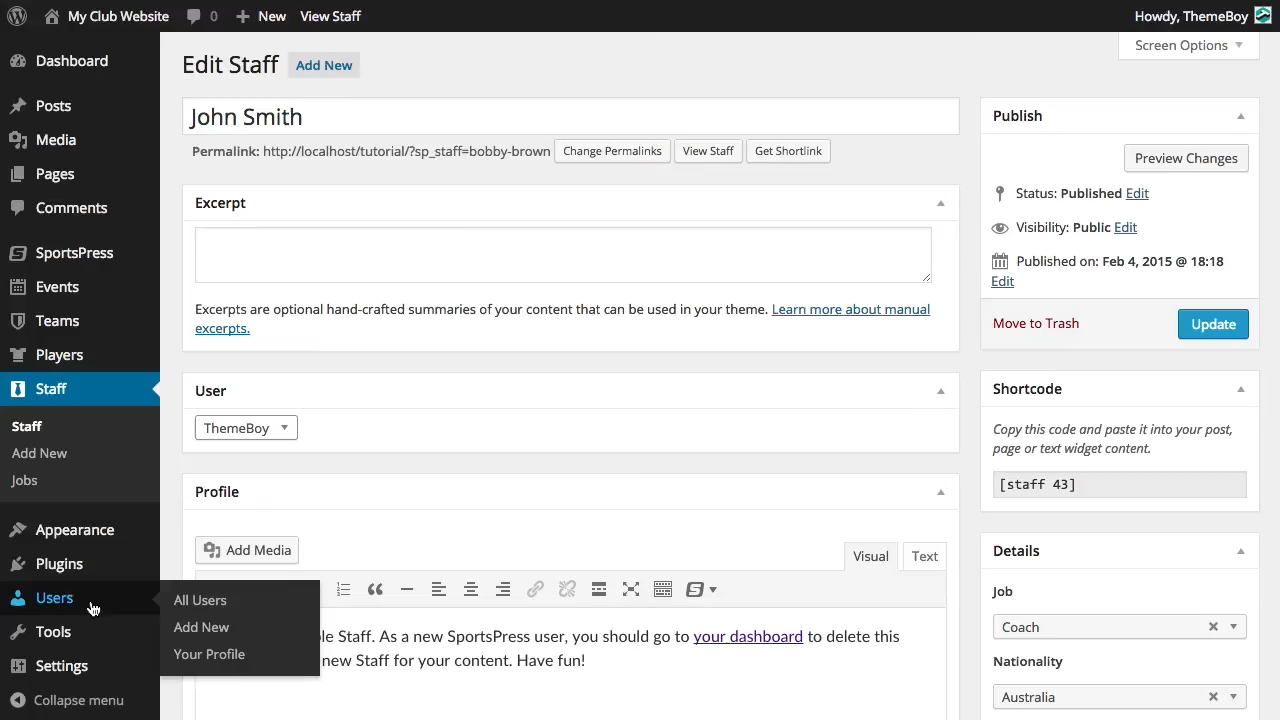 My Club Website
0
New
View Staff
Howdy, ThemeBoy
Dashboard
Posts
Media
Pages
Comments
SportsPress
Events
Teams
Players
Staff
Staff
Add New
Jobs
Appearance
Plugins
Users
Tools
Settings
Collapse menu
All Users
Add New
Your Profile
Screen Options
Edit Staff
Add New
John Smith
Permalink: http://localhost/tutorial/?sp_staff=bobby-brown
Change Permalinks
View Staff
Get Shortlink
Excerpt
Excerpts are optional hand-crafted summaries of your content that can be used in your theme. Learn more about manual
excerpts.
User
ThemeBoy
Profile
Add Media
Visual
Text
le Staff. As a new SportsPress user, you should go to your dashboard to delete this
new Staff for your content. Have fun!
Publish
Preview Changes
Status: Published Edit
Visibility: Public Edit
Published on: Feb 4, 2015 @ 18:18
Edit
Move to Trash
Update
Shortcode
Copy this code and paste it into your post,
page or text widget content.
[staff 43]
Details
Job
Coach
Nationality
Australia